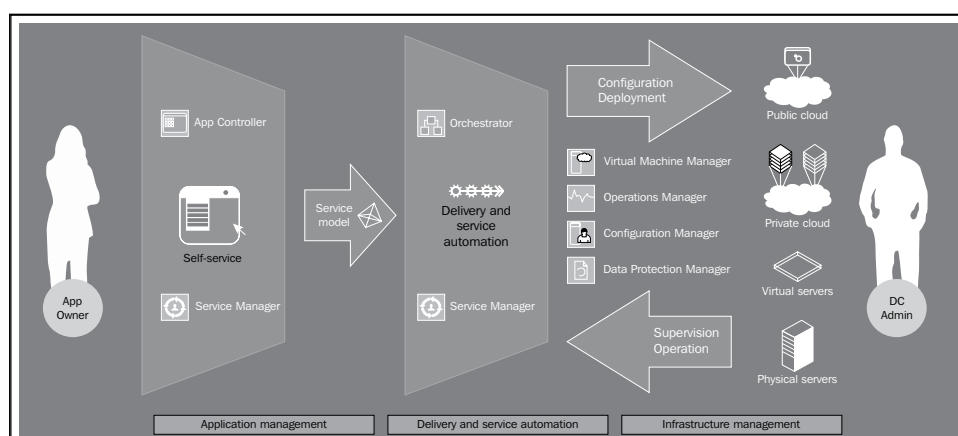 App
Owner
App Controller
Self-service
Service Manager
Service
model
Orchestrator
Delivery and
service
automation
Service Manager
Configuration
Deployment
Virtual Machine Manager
Operations Manager
Configuration Manager
Data Protection Manager
Supervision
Operation
Public cloud
Private cloud
Virtual servers
Physical servers
DC
Admin
Application management
Delivery and service automation
Infrastructure management